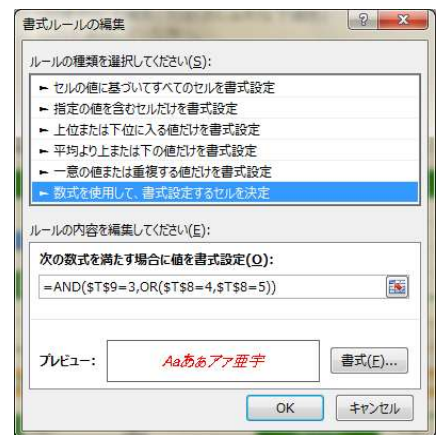 書式ルールの編集
ルールの種類を選択してください(S):
► セルの値に基づいてすべてのセルを書式設定
► 指定の値を含むセルだけを書式設定
► 上位または下位に入る値だけを書式設定
► 平均より上または下の値だけを書式設定
► 一意の値または重複する値だけを書式設定
► 数式を使用して、書式設定するセルを決定
ルールの内容を編集してください(E):
次の数式を満たす場合に値を書式設定(O):
=AND($T$9=3,OR($T$8=4,$T$8=5))
プレビュー: Aaあぁアァ亜宇 書式(F)...
OK キャンセル